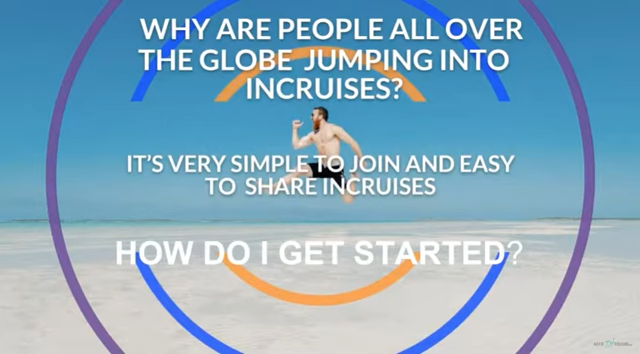 WHY ARE PEOPLE ALL OVER
THE GLOBE JUMPING INTO
INCRUISES?
IT'S VERY SIMPLE TO JOIN AND EASY
TO SHARE INCRUISES
HOW DO I GET STARTED?